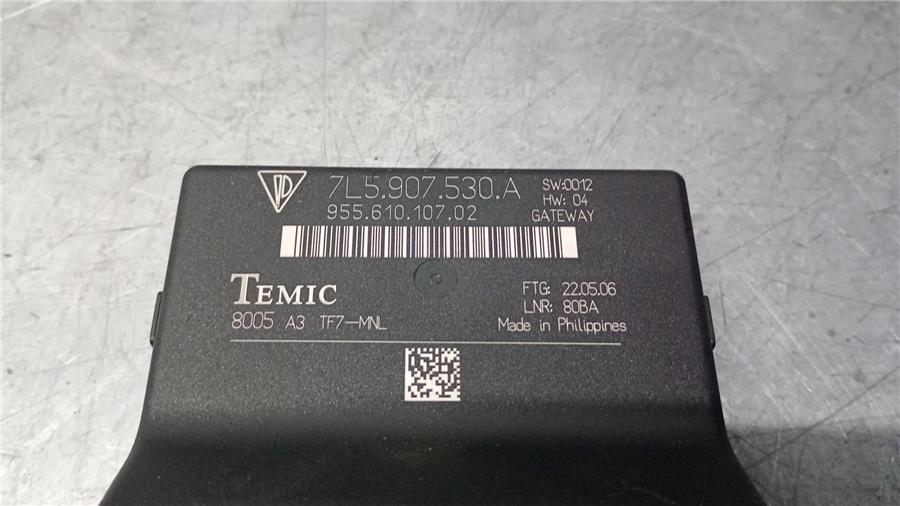 7L5.907.530.A
955.610.107.02
SW:0012
HW: 04
GATEWAY
TEMIC
8005 A3 TF7-MNL
FTG: 22.05.06
LNR: 80BA
Made in Philippines